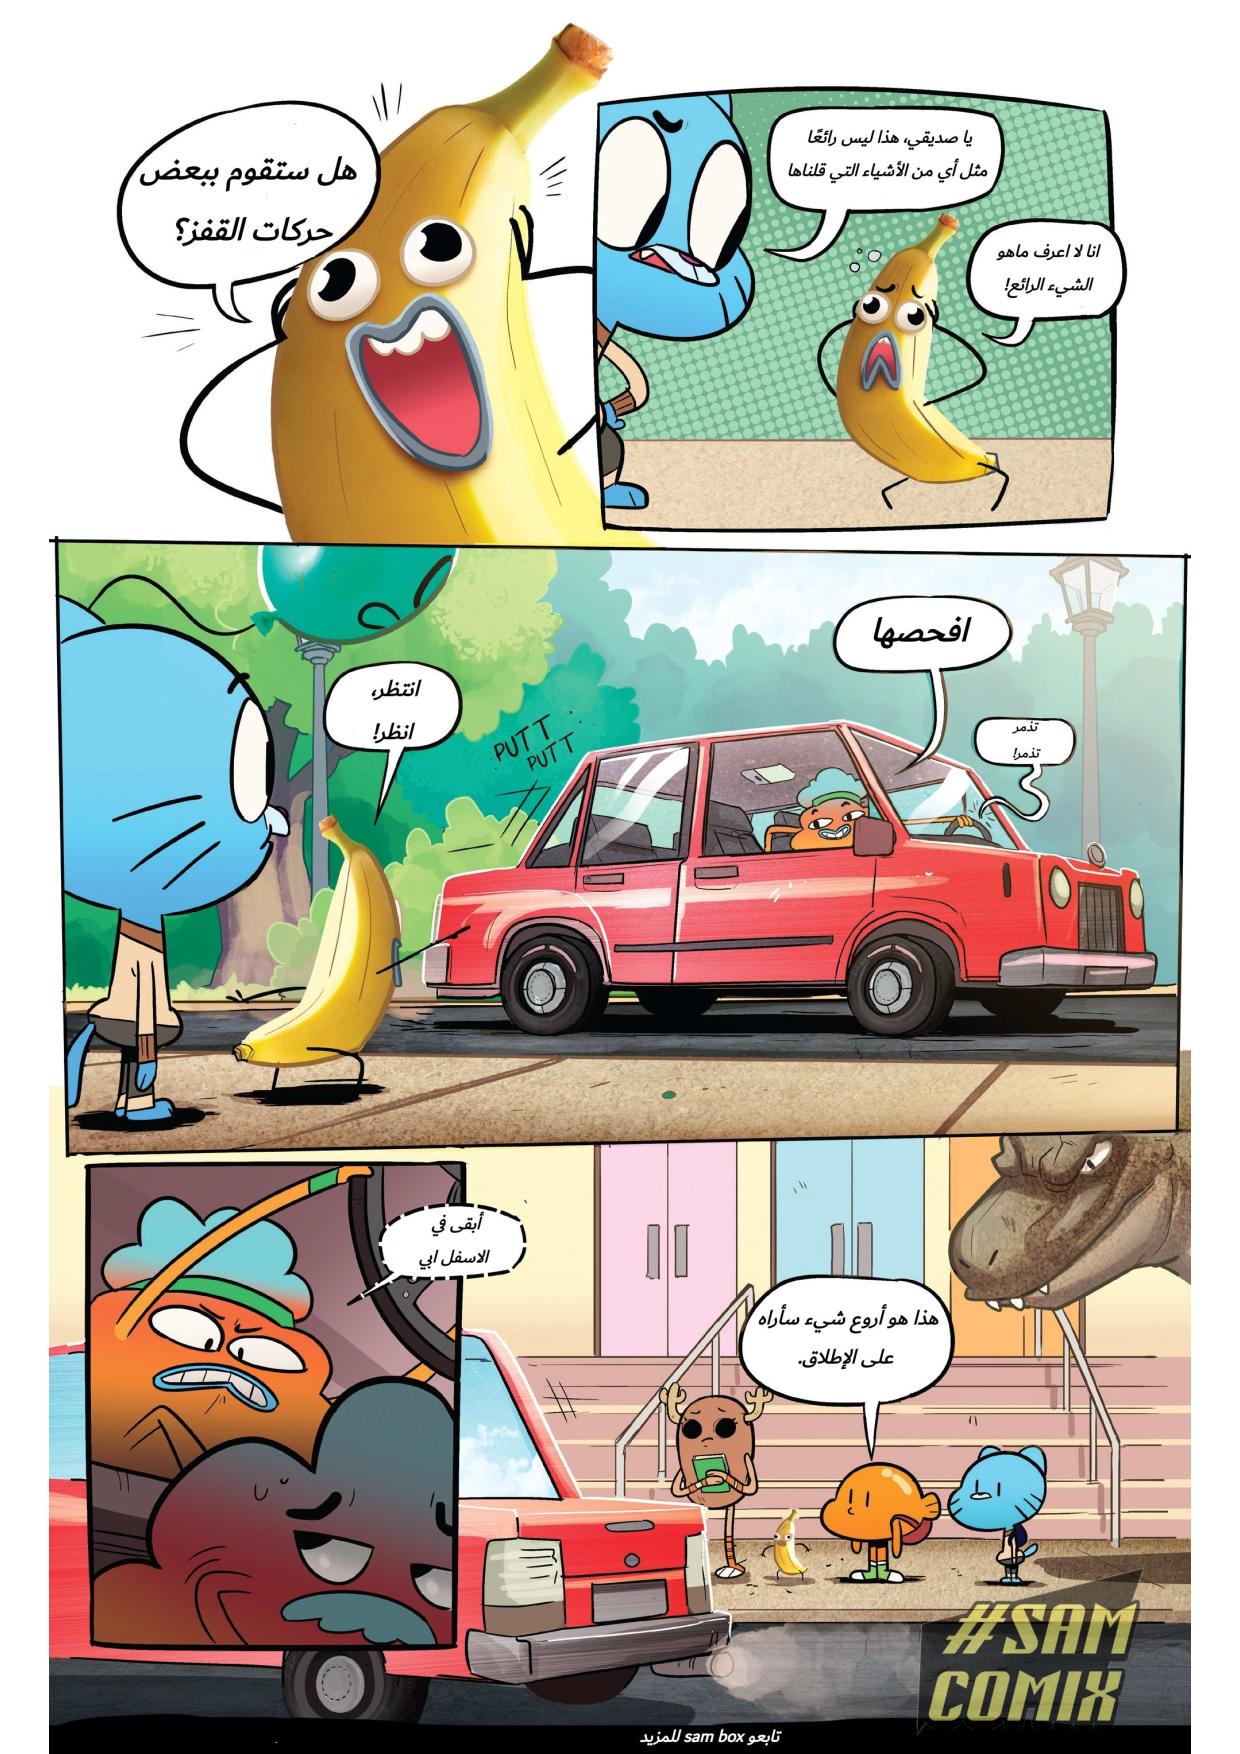 يا صديقي، هذا ليس رائعًا
مثل أي من الأشياء التي قلناها
انا لا اعرف ماهو
الشيء الرائع!
هل ستقوم ببعض
حركات القفز؟
افحصها
تذمر
تذمر!
انتظر،
انظر!
PUTT
PUTT
أبقى في
الاسفل ابي
هذا هو أروع شيء سأراه
على الإطلاق.
#SAM
COMIX
تابعو sam box للمزيد